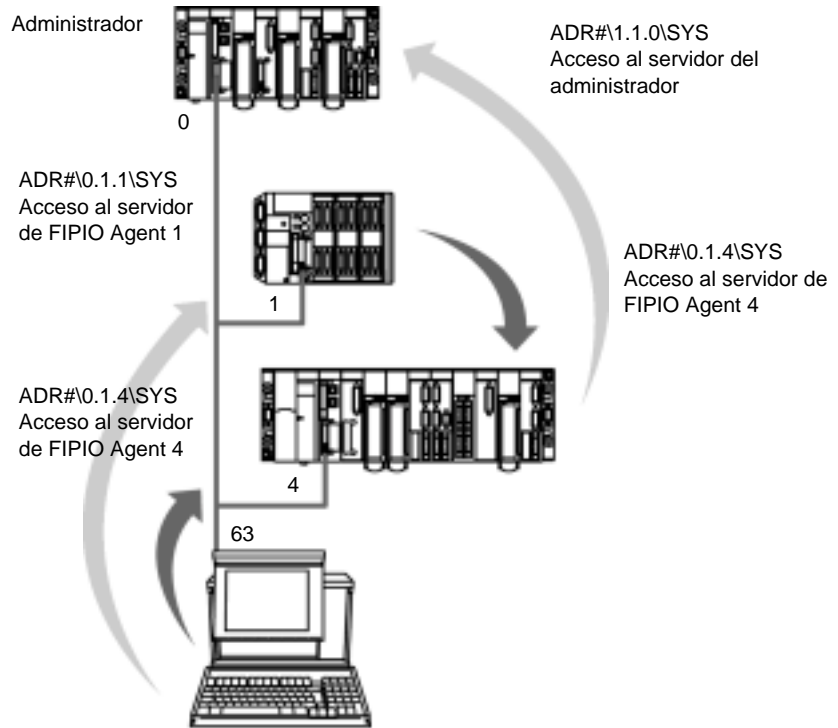 Administrador
ADR#\1.1.0\SYS
Acceso al servidor del
administrador
0
ADR#\0.1.1\SYS
Acceso al servidor
de FIPIO Agent 1
ADR#\0.1.4\SYS
Acceso al servidor de
FIPIO Agent 4
1
ADR#\0.1.4\SYS
Acceso al servidor
de FIPIO Agent 4
4
63